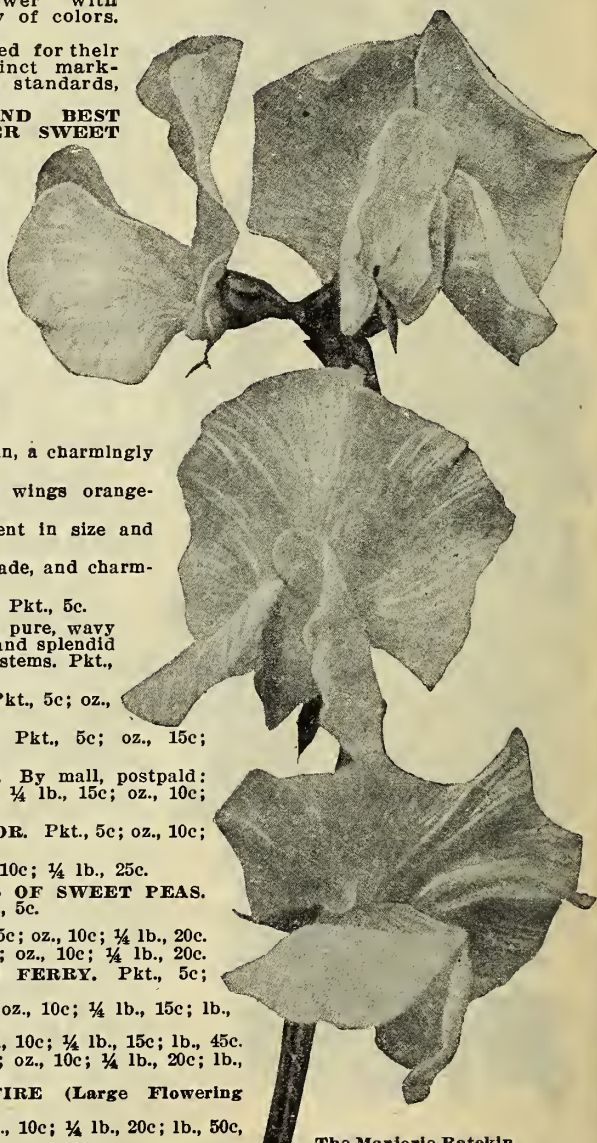 with
y of colors.
ed for their
inct mark-
standards,
ND BEST
ER SWEET
n, a charmingly
wings orange-
ent in size and
ade, and charm-
Pkt., 5c.
pure, wavy
and splendid
stems. Pkt.,
Pkt., 5c; oz.,
Pkt., 5c; oz., 15c;
. By mail, postpaid:
¼ lb., 15c; oz., 10c;
OR. Pkt., 5c; oz., 10c;
10c; ¼ lb., 25c.
OF SWEET PEAS.
, 5c.
5c; oz., 10c; ¼ lb., 20c.
; oz., 10c; ¼ lb., 20c.
FERRY. Pkt., 5c;
oz., 10c; ¼ lb., 15c; lb.,
., 10c; ¼ lb., 15c; lb., 45c.
; oz., 10c; ¼ lb., 20c; lb.,
FIRE (Large Flowering
., 10c; ¼ lb., 20c; lb., 50c,
The Marjorie Ratekin